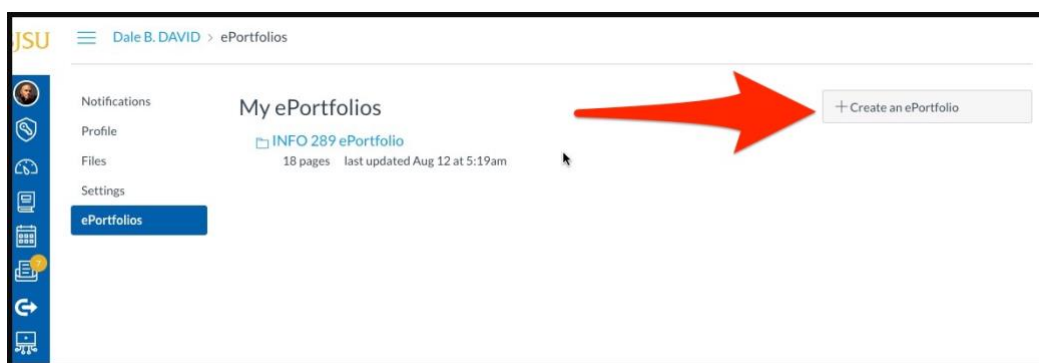 JSU
Dale B. DAVID > ePortfolios
Notifications
Profile
Files
Settings
ePortfolios
My ePortfolios
INFO 289 ePortfolio
18 pages last updated Aug 12 at 5:19am
+ Create an ePortfolio
7